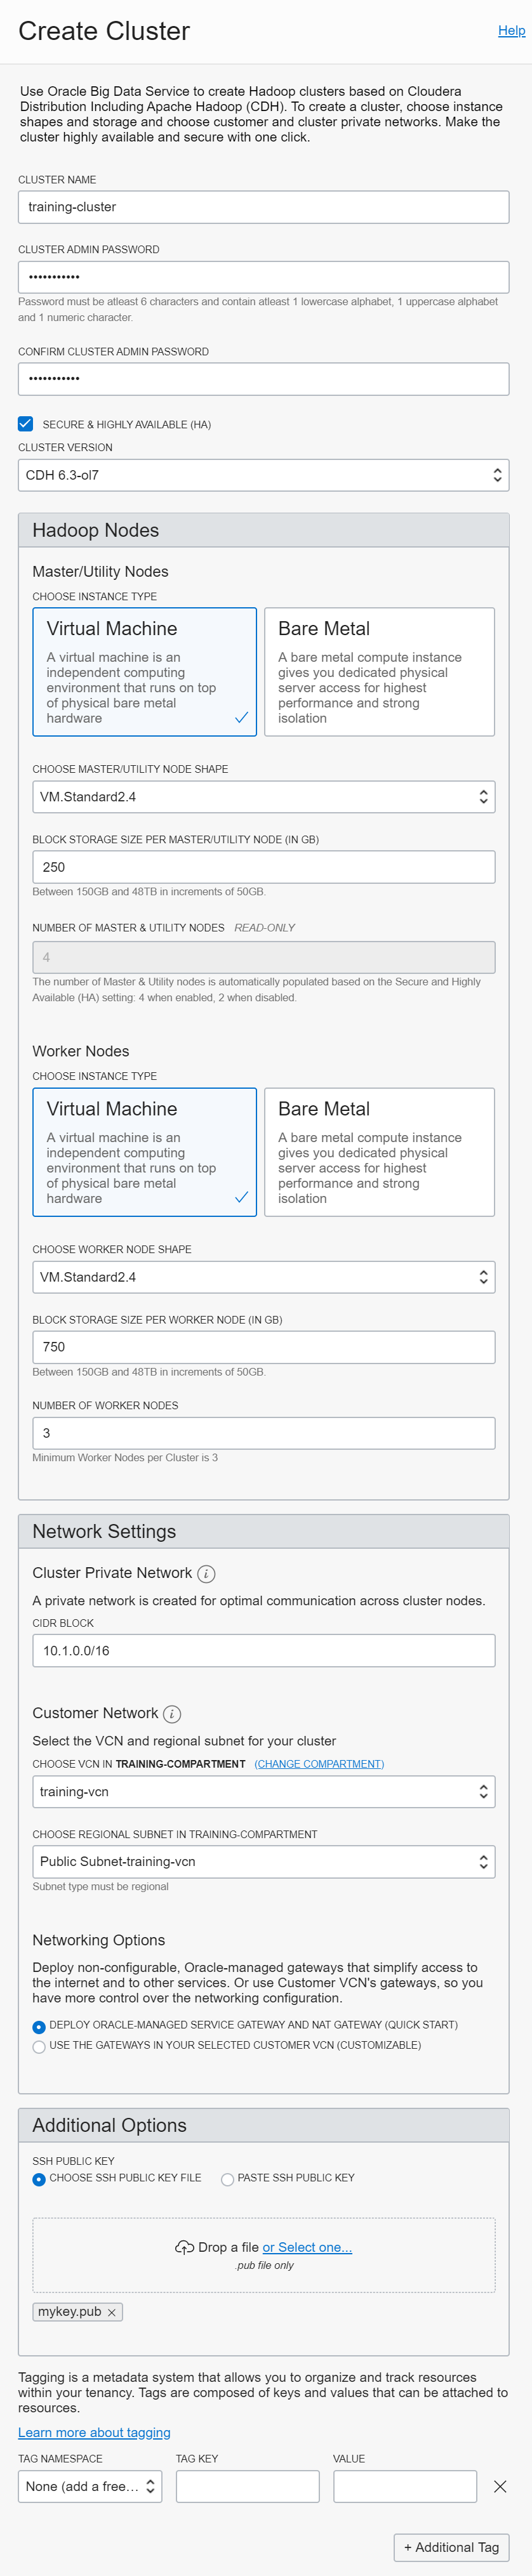 Create Cluster
Help
Use Oracle Big Data Service to create Hadoop clusters based on Cloudera
Distribution Including Apache Hadoop (CDH). To create a cluster, choose instance
shapes and storage and choose customer and cluster private networks. Make the
cluster highly available and secure with one click.
CLUSTER NAME
training-cluster
CLUSTER ADMIN PASSWORD
•••••••••••
Password must be atleast 6 characters and contain atleast 1 lowercase alphabet, 1 uppercase alphabet
and 1 numeric character.
CONFIRM CLUSTER ADMIN PASSWORD
•••••••••••
SECURE & HIGHLY AVAILABLE (HA)
CLUSTER VERSION
CDH 6.3-ol7
Hadoop Nodes
Master/Utility Nodes
CHOOSE INSTANCE TYPE
Virtual Machine
A virtual machine is an
independent computing
environment that runs on top
of physical bare metal
hardware
Bare Metal
A bare metal compute instance
gives you dedicated physical
server access for highest
performance and strong
isolation
CHOOSE MASTER/UTILITY NODE SHAPE
VM.Standard2.4
BLOCK STORAGE SIZE PER MASTER/UTILITY NODE (IN GB)
250
Between 150GB and 48TB in increments of 50GB.
NUMBER OF MASTER & UTILITY NODES READ-ONLY
4
The number of Master & Utility nodes is automatically populated based on the Secure and Highly
Available (HA) setting: 4 when enabled, 2 when disabled.
Worker Nodes
CHOOSE INSTANCE TYPE
Virtual Machine
A virtual machine is an
independent computing
environment that runs on top
of physical bare metal
hardware
Bare Metal
A bare metal compute instance
gives you dedicated physical
server access for highest
performance and strong
isolation
CHOOSE WORKER NODE SHAPE
VM.Standard2.4
BLOCK STORAGE SIZE PER WORKER NODE (IN GB)
750
Between 150GB and 48TB in increments of 50GB.
NUMBER OF WORKER NODES
3
Minimum Worker Nodes per Cluster is 3
Network Settings
Cluster Private Network i
A private network is created for optimal communication across cluster nodes.
CIDR BLOCK
10.1.0.0/16
Customer Network i
Select the VCN and regional subnet for your cluster
CHOOSE VCN IN TRAINING-COMPARTMENT (CHANGE COMPARTMENT)
training-vcn
CHOOSE REGIONAL SUBNET IN TRAINING-COMPARTMENT
Public Subnet-training-vcn
Subnet type must be regional
Networking Options
Deploy non-configurable, Oracle-managed gateways that simplify access to
the internet and to other services. Or use Customer VCN's gateways, so you
have more control over the networking configuration.
DEPLOY ORACLE-MANAGED SERVICE GATEWAY AND NAT GATEWAY (QUICK START)
USE THE GATEWAYS IN YOUR SELECTED CUSTOMER VCN (CUSTOMIZABLE)
Additional Options
SSH PUBLIC KEY
CHOOSE SSH PUBLIC KEY FILE PASTE SSH PUBLIC KEY
Drop a file or Select one...
.pub file only
mykey.pub ×
Tagging is a metadata system that allows you to organize and track resources
within your tenancy. Tags are composed of keys and values that can be attached to
resources.
Learn more about tagging
TAG NAMESPACE TAG KEY VALUE
None (add a free…
+ Additional Tag